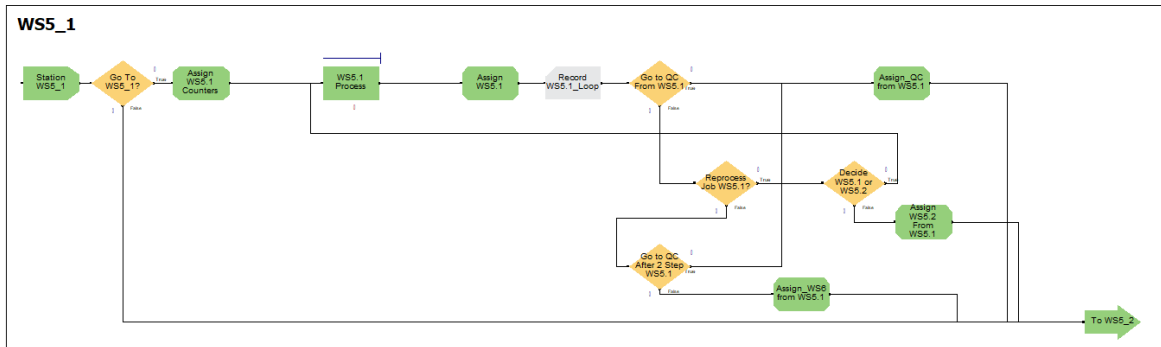 WS5_1
Station
WS5_1
Go To
WS5_1?
True
False
Assign
WS5.1
Counters
WS5.1
Process
Assign
WS5.1
Record
WS5.1_Loop
Go to QC
From WS5.1
True
False
Assign_QC
from WS5.1
Reprocess
Job WS5.1?
True
False
Decide
WS5.1 or
WS5.2
True
False
Assign
WS5.2
From
WS5.1
Go to QC
After 2 Step
WS5.1
True
False
Assign_WS6
from WS5.1
To WS5_2